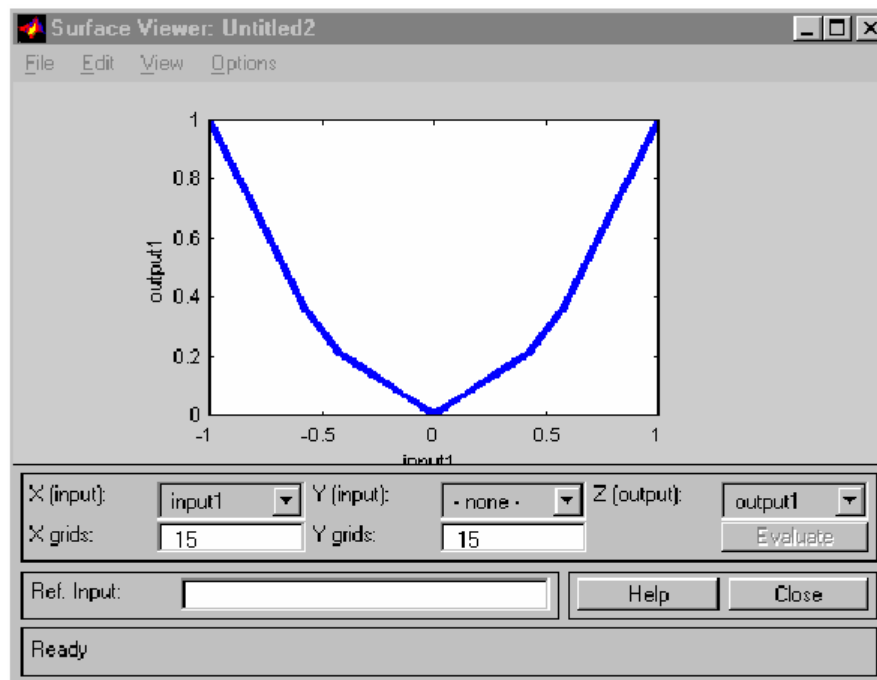 Surface Viewer: Untitled2
File Edit View Options
1
0.8
0.6
0.4
0.2
0
output1
-1 -0.5 0 0.5 1
input1
X (input): input1 Y (input): - none - Z (output): output1
X grids: 15 Y grids: 15 Evaluate
Ref. Input: Help Close
Ready